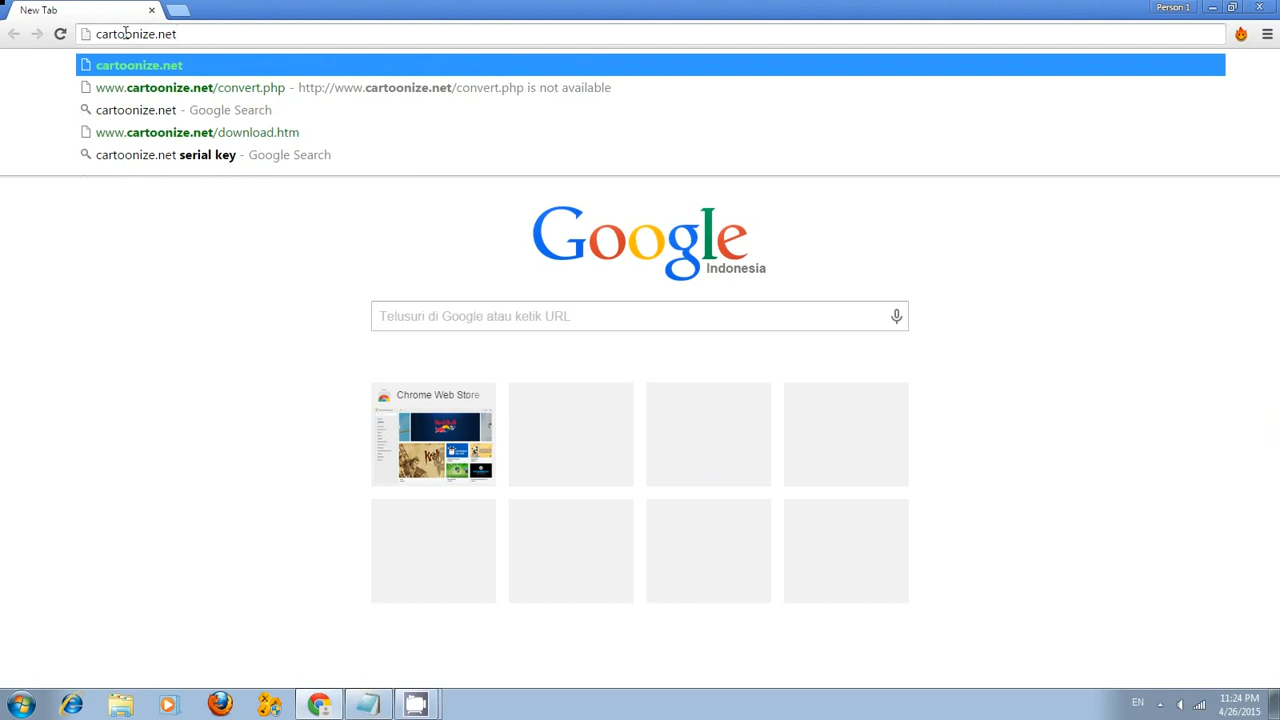 New Tab
Person 1
cartoonize.net
cartoonize.net
www.cartoonize.net/convert.php - http://www.cartoonize.net/convert.php is not available
cartoonize.net - Google Search
www.cartoonize.net/download.htm
cartoonize.net serial key - Google Search
Google
Indonesia
Telusuri di Google atau ketik URL
Chrome Web Store
EN
11:24 PM
4/26/2015